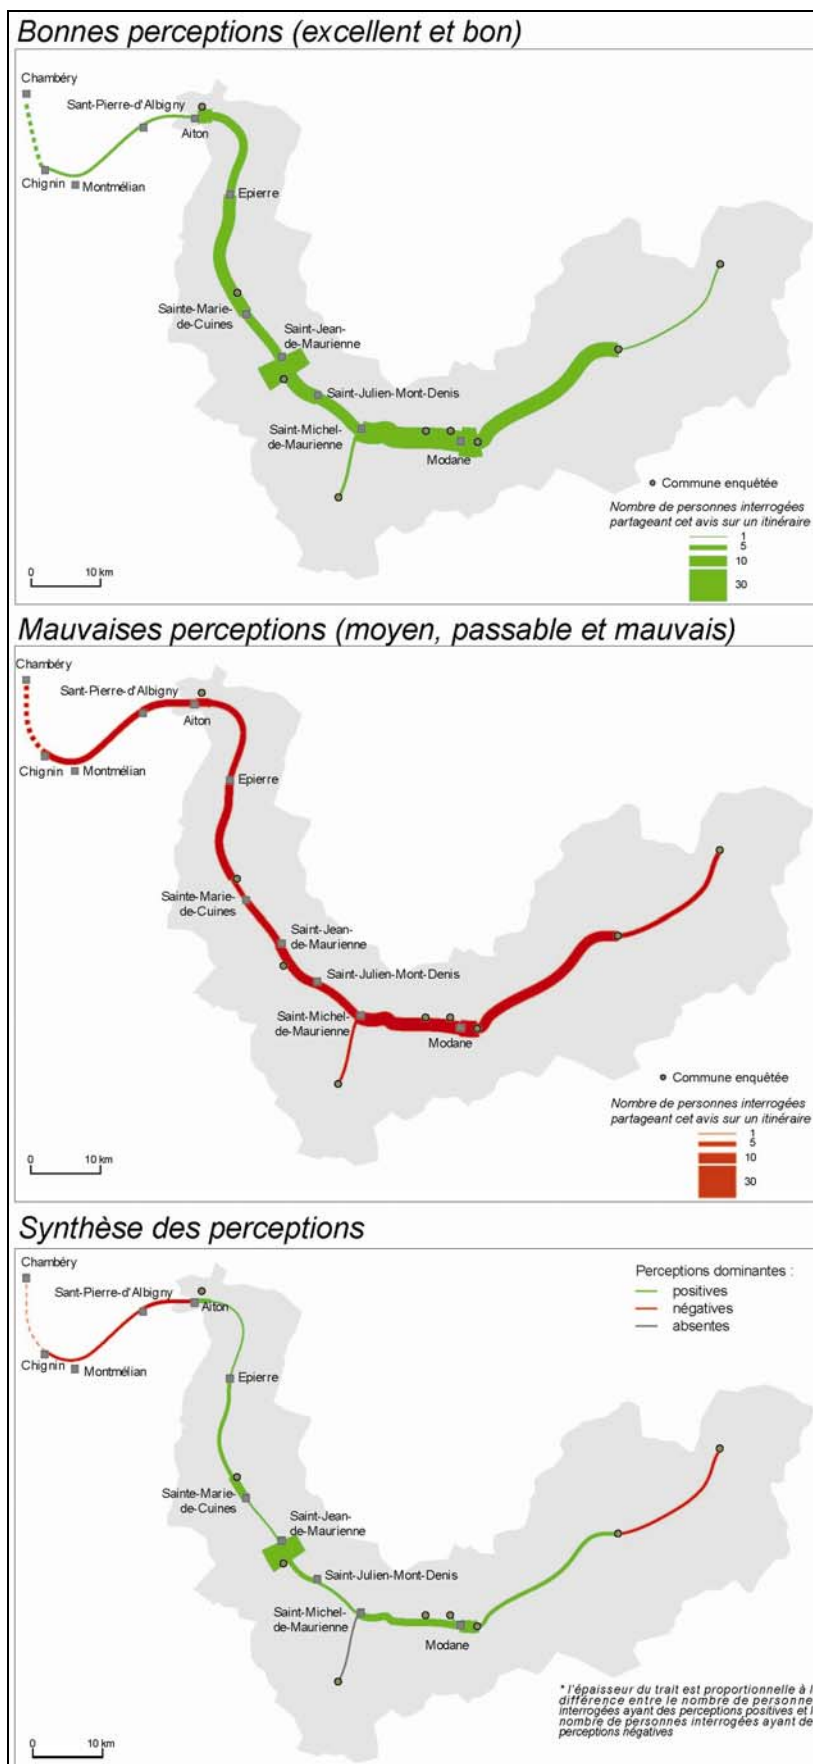 Bonnes perceptions (excellent et bon)
Chambéry
Sant-Pierre-d'Albigny
Aiton
Chignin
Montmélian
Epierre
Sainte-Marie-
de-Cuines
Saint-Jean-
de-Maurienne
Saint-Julien-Mont-Denis
Saint-Michel-
de-Maurienne
Modane
Commune enquêtée
Nombre de personnes interrogées
partageant cet avis sur un itinéraire
1
5
10
30
0 10 km
Mauvaises perceptions (moyen, passable et mauvais)
Chambéry
Sant-Pierre-d'Albigny
Aiton
Chignin
Montmélian
Epierre
Sainte-Marie-
de-Cuines
Saint-Jean-
de-Maurienne
Saint-Julien-Mont-Denis
Saint-Michel-
de-Maurienne
Modane
Commune enquêtée
Nombre de personnes interrogées
partageant cet avis sur un itinéraire
1
5
10
30
0 10 km
Synthèse des perceptions
Chambéry
Perceptions dominantes :
positives
négatives
absentes
Sant-Pierre-d'Albigny
Aiton
Chignin
Montmélian
Epierre
Sainte-Marie-
de-Cuines
Saint-Jean-
de-Maurienne
Saint-Julien-Mont-Denis
Saint-Michel-
de-Maurienne
Modane
* l'épaisseur du trait est proportionnelle à l
différence entre le nombre de personne
interrogées ayant des perceptions positives et l
nombre de personnes interrogées ayant de
perceptions négatives
0 10 km